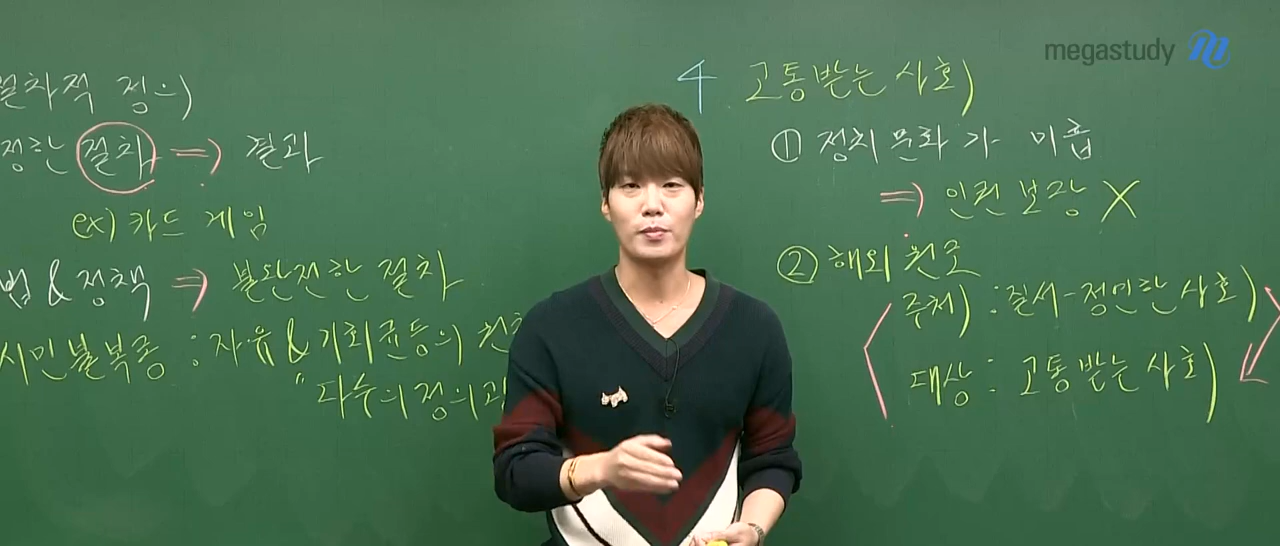 절차적 정의)
정한 절차 => 결과
ex) 카드 게임
법 & 정책 => 불완전한 절차
시민불복종 : 자유 & 기회균등의 원칙
"다수의 정의관
4 고통받는 사회)
① 정치 문화가 미흡
=> 인권 보장 X
② 해외 원조
주체) : 질서-정연한 사회)
대상 : 고통 받는 사회)
megastudy